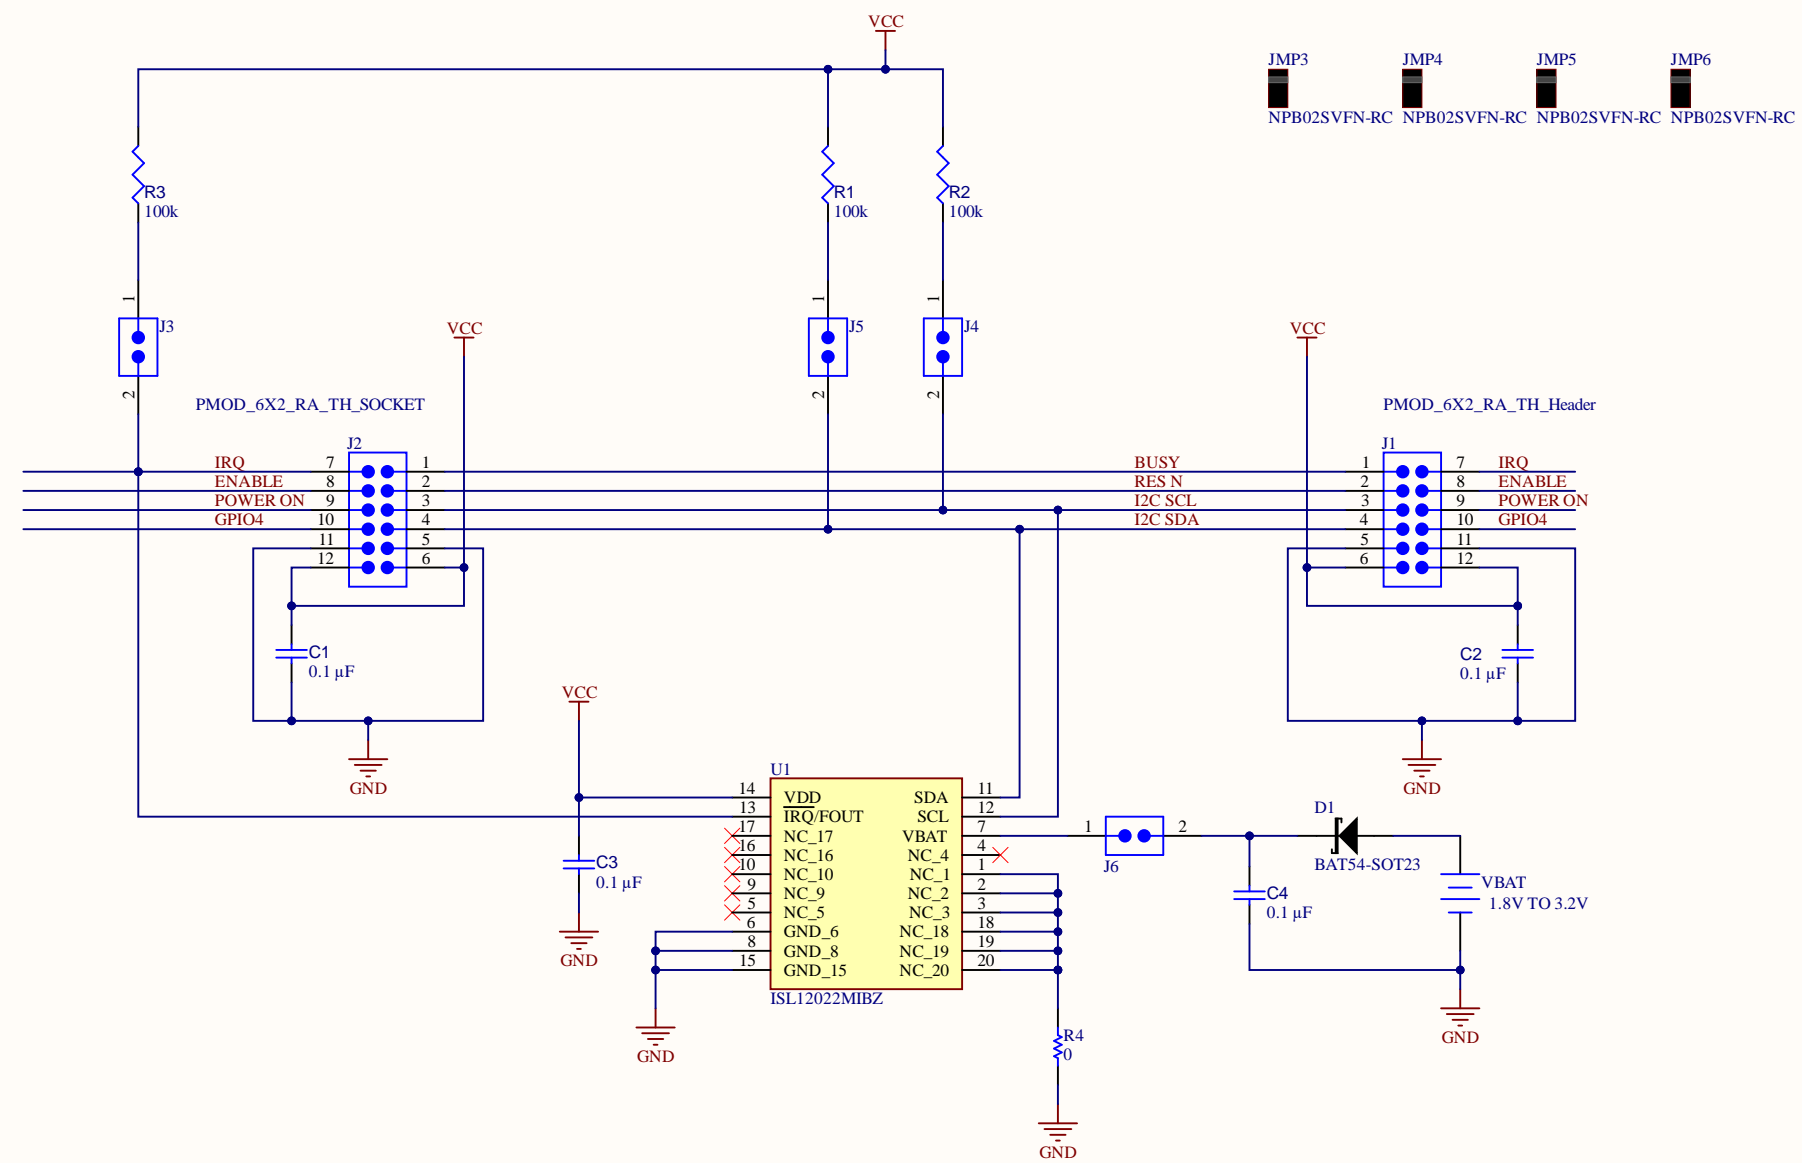 VCC
JMP3
NPB02SVFN-RC
JMP4
NPB02SVFN-RC
JMP5
NPB02SVFN-RC
JMP6
NPB02SVFN-RC
R3
100k
R1
100k
R2
100k
1
J3
2
1
J5
2
1
J4
2
VCC
VCC
PMOD_6X2_RA_TH_SOCKET
J2
IRQ 7 1
ENABLE 8 2
POWER ON 9 3
GPIO4 10 4
11 5
12 6
BUSY
RES N
I2C SCL
I2C SDA
PMOD_6X2_RA_TH_Header
J1
1 7 IRQ
2 8 ENABLE
3 9 POWER ON
4 10 GPIO4
5 11
6 12
C1
0.1 µF
GND
C2
0.1 µF
GND
VCC
C3
0.1 µF
GND
U1
14 VDD SDA 11
13 IRQ/FOUT SCL 12
17 NC_17 VBAT 7
16 NC_16 NC_4 4
10 NC_10 NC_1 1
9 NC_9 NC_2 2
5 NC_5 NC_3 3
6 GND_6 NC_18 18
8 GND_8 NC_19 19
15 GND_15 NC_20 20
ISL12022MIBZ
GND
1 2
J6
D1
BAT54-SOT23
C4
0.1 µF
VBAT
1.8V TO 3.2V
GND
R4
0
GND